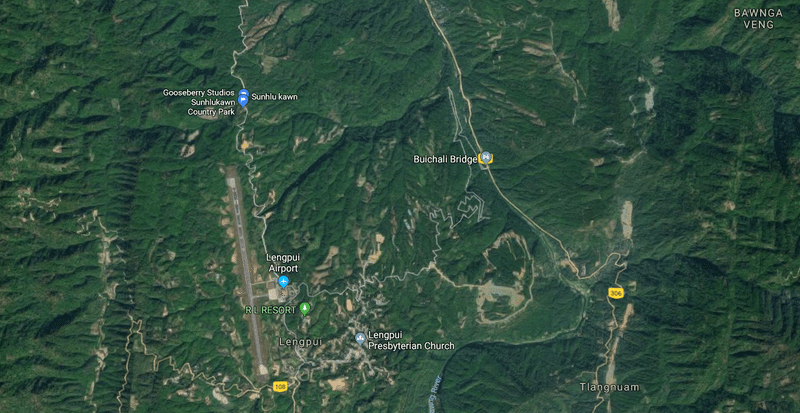 BAWNGA
VENG
Gooseberry Studios
Sunhlukawn
Country Park
Sunhlu kawn
Buichali Bridge
Lengpui
Airport
R L RESORT
306
Lengpui
Lengpui
Presbyterian Church
108
Tlangnuam
River